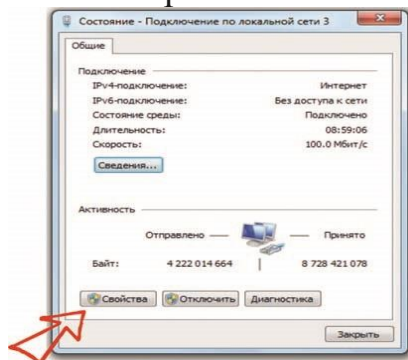 Состояние - Подключение по локальной сети 3
Общие
Подключение
IPv4-подключение: Интернет
IPv6-подключение: Без доступа к сети
Состояние среды: Подключено
Длительность: 08:59:06
Скорость: 100.0 Мбит/с
Сведения...
Активность
Отправлено — — Принято
Байт: 4 222 014 664 | 8 728 421 078
Свойства Отключить Диагностика
Закрыть